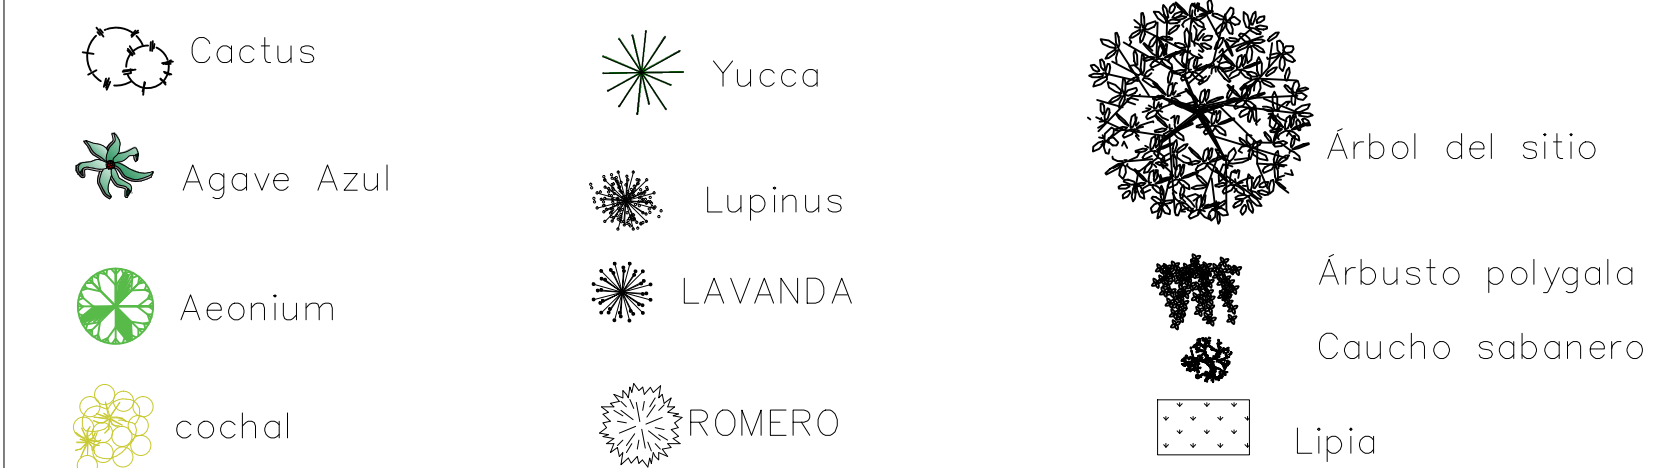 Cactus
Agave Azul
Aeonium
cochal
Yucca
Lupinus
LAVANDA
ROMERO
Árbol del sitio
Árbusto polygala
Caucho sabanero
Lipia